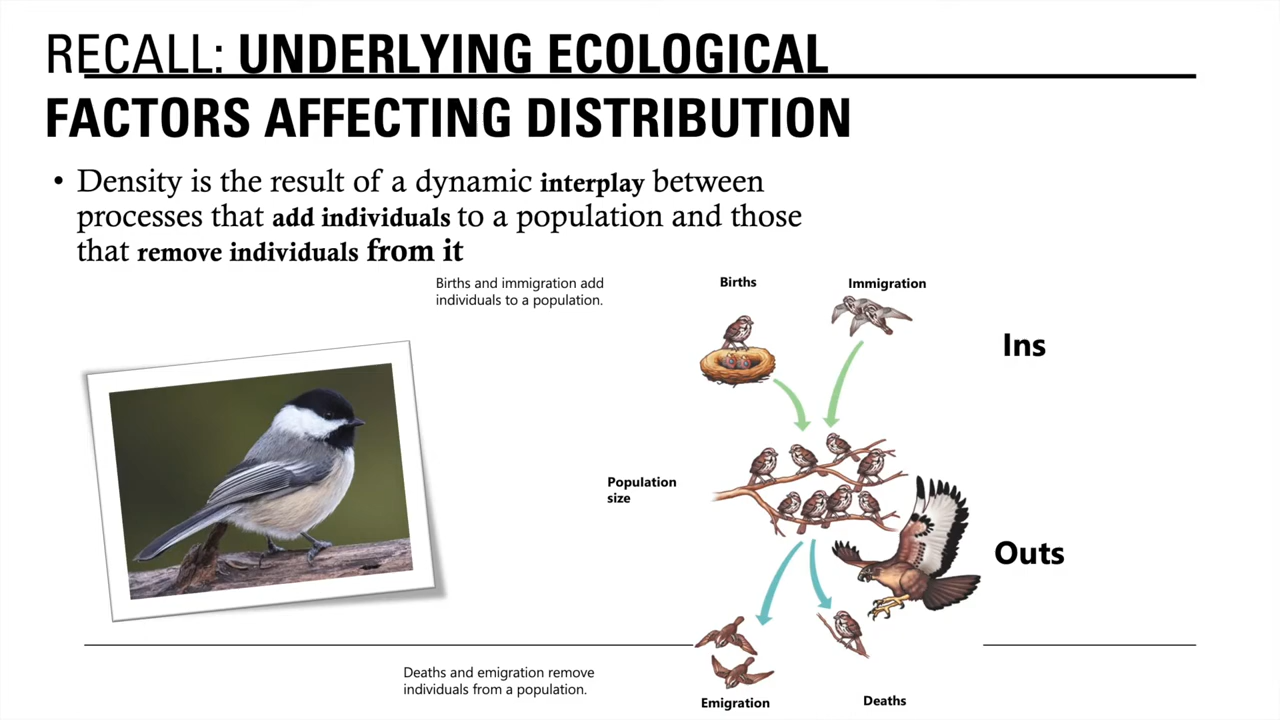 RECALL: UNDERLYING ECOLOGICAL
FACTORS AFFECTING DISTRIBUTION
• Density is the result of a dynamic interplay between
processes that add individuals to a population and those
that remove individuals from it
Births and immigration add
individuals to a population.
Births
Immigration
Ins
Population
size
Outs
Deaths and emigration remove
individuals from a population.
Emigration
Deaths